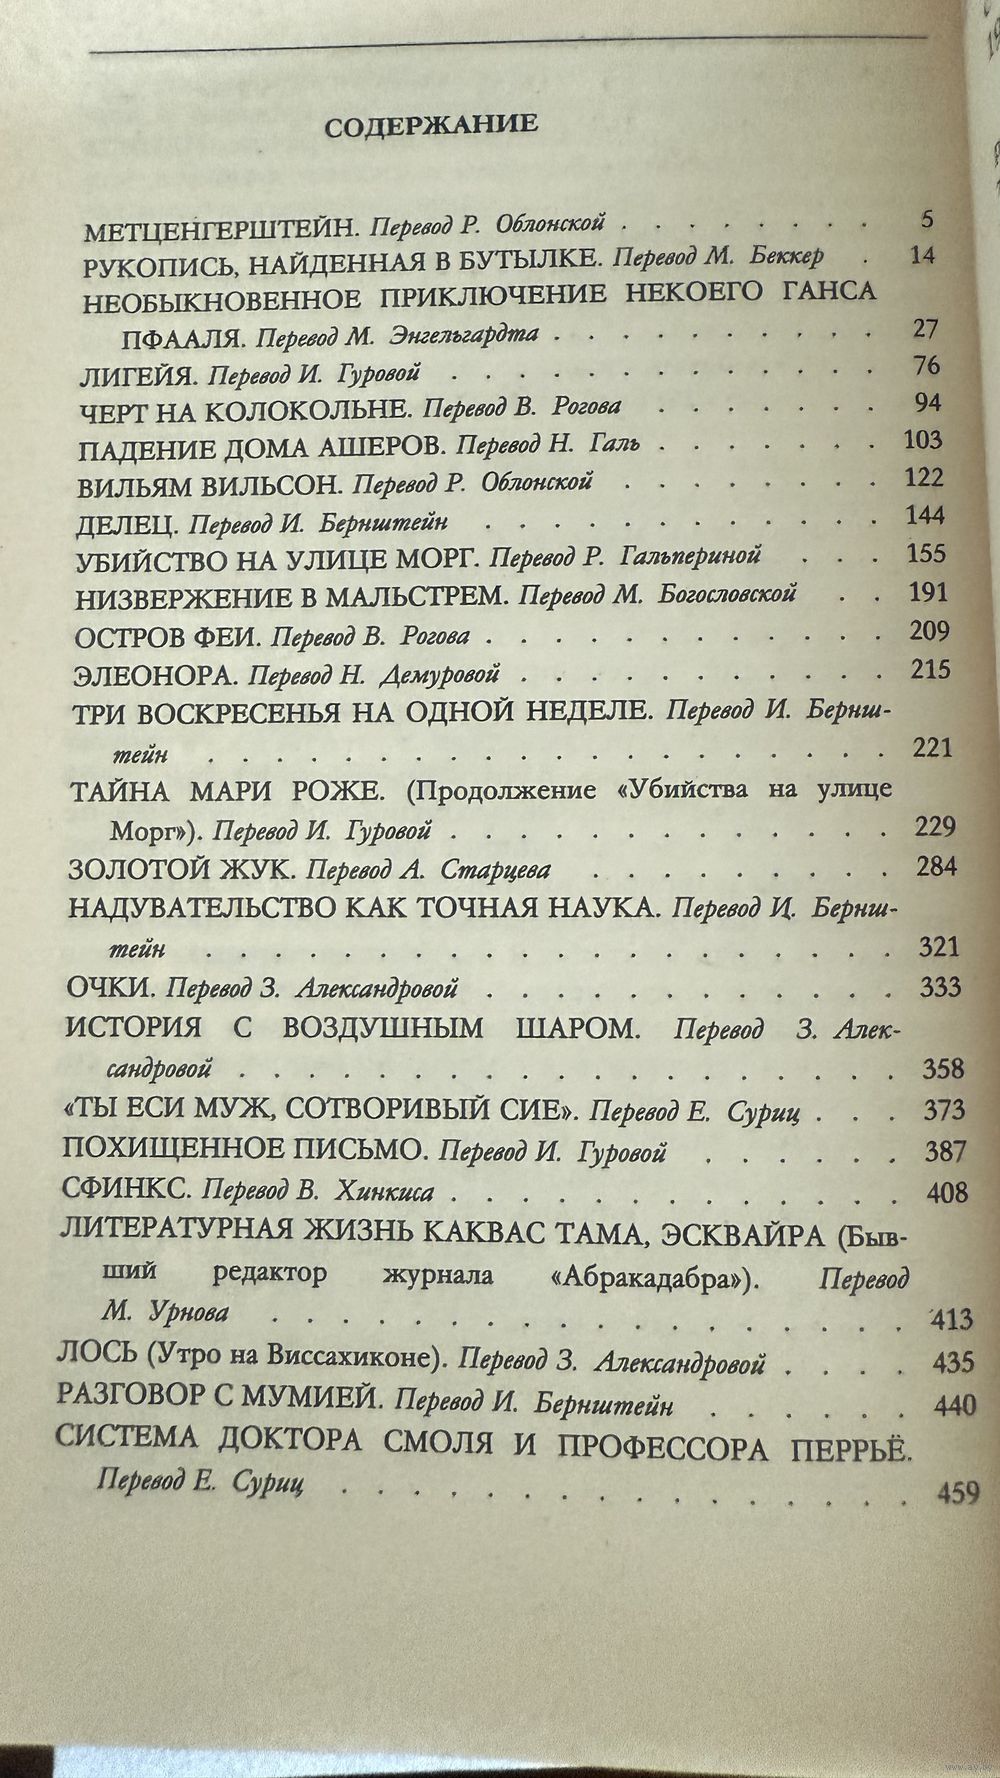 СОДЕРЖАНИЕ
МЕТЦЕНГЕРШТЕЙН. Перевод Р. Облонской . . . . . . . . 5
РУКОПИСЬ, НАЙДЕННАЯ В БУТЫЛКЕ. Перевод М. Беккер . 14
НЕОБЫКНОВЕННОЕ ПРИКЛЮЧЕНИЕ НЕКОЕГО ГАНСА
ПФААЛЯ. Перевод М. Энгельгардта . . . . . . . . . . 27
ЛИГЕЙЯ. Перевод И. Гуровой . . . . . . . . . . . . . 76
ЧЕРТ НА КОЛОКОЛЬНЕ. Перевод В. Рогова . . . . . . . 94
ПАДЕНИЕ ДОМА АШЕРОВ. Перевод Н. Галь . . . . . . . 103
ВИЛЬЯМ ВИЛЬСОН. Перевод Р. Облонской . . . . . . . . 122
ДЕЛЕЦ. Перевод И. Бернштейн . . . . . . . . . . . . 144
УБИЙСТВО НА УЛИЦЕ МОРГ. Перевод Р. Гальпериной . . . 155
НИЗВЕРЖЕНИЕ В МАЛЬСТРЕМ. Перевод М. Богословской . . 191
ОСТРОВ ФЕИ. Перевод В. Рогова . . . . . . . . . . . . 209
ЭЛЕОНОРА. Перевод Н. Демуровой . . . . . . . . . . . 215
ТРИ ВОСКРЕСЕНЬЯ НА ОДНОЙ НЕДЕЛЕ. Перевод И. Бернш-
тейн . . . . . . . . . . . . . . . . . . . . 221
ТАЙНА МАРИ РОЖЕ. (Продолжение «Убийства на улице
Морг»). Перевод И. Гуровой . . . . . . . . . . . . . 229
ЗОЛОТОЙ ЖУК. Перевод А. Старцева . . . . . . . . . 284
НАДУВАТЕЛЬСТВО КАК ТОЧНАЯ НАУКА. Перевод И. Бернш-
тейн . . . . . . . . . . . . . . . . . . . . 321
ОЧКИ. Перевод З. Александровой . . . . . . . . . . . . 333
ИСТОРИЯ С ВОЗДУШНЫМ ШАРОМ. Перевод З. Алек-
сандровой . . . . . . . . . . . . . . . . . . . 358
«ТЫ ЕСИ МУЖ, СОТВОРИВЫЙ СИЕ». Перевод Е. Суриц . . . 373
ПОХИЩЕННОЕ ПИСЬМО. Перевод И. Гуровой . . . . . . 387
СФИНКС. Перевод В. Хинкиса . . . . . . . . . . . . . 408
ЛИТЕРАТУРНАЯ ЖИЗНЬ КАКВАС ТАМА, ЭСКВАЙРА (Быв-
ший редактор журнала «Абракадабра»). Перевод
М. Урнова . . . . . . . . . . . . . . . . . . 413
ЛОСЬ (Утро на Виссахиконе). Перевод З. Александровой . . . . 435
РАЗГОВОР С МУМИЕЙ. Перевод И. Бернштейн . . . . . . 440
СИСТЕМА ДОКТОРА СМОЛЯ И ПРОФЕССОРА ПЕРРЬЁ.
Перевод Е. Суриц . . . . . . . . . . . . . . . . 459